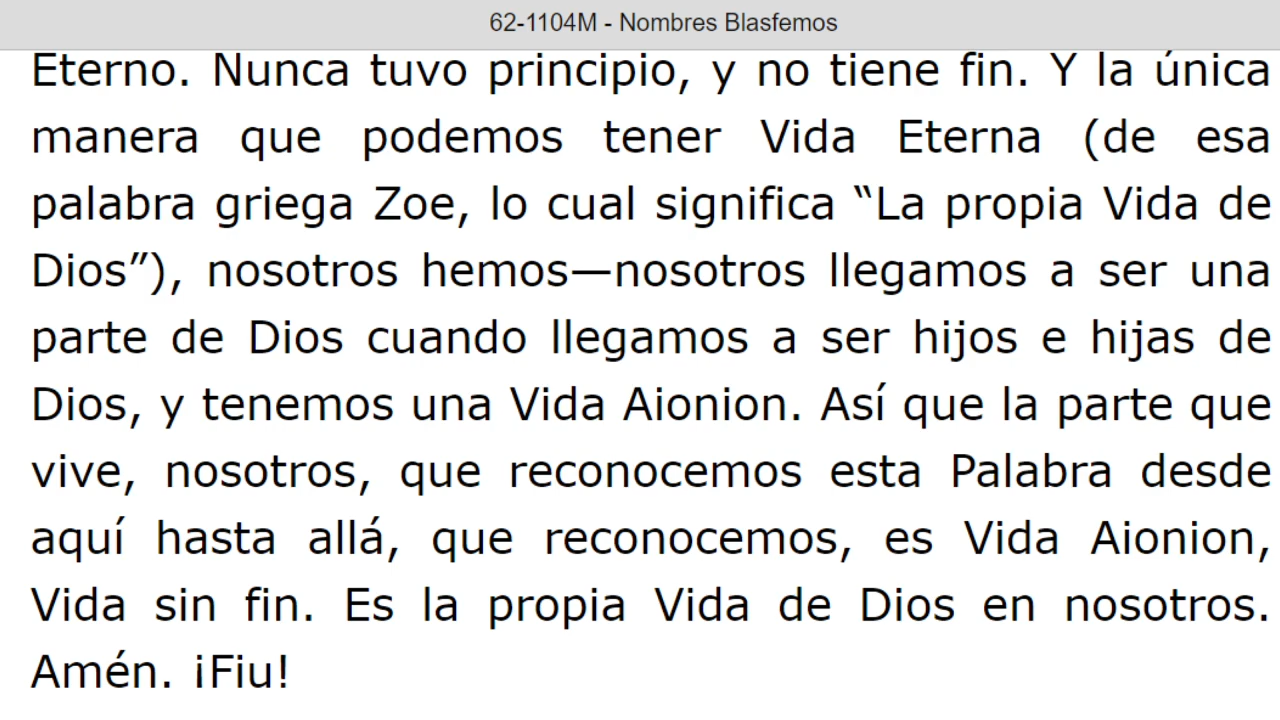 62-1104M - Nombres Blasfemos
Eterno. Nunca tuvo principio, y no tiene fin. Y la única
manera que podemos tener Vida Eterna (de esa
palabra griega Zoe, lo cual significa “La propia Vida de
Dios”), nosotros hemos—nosotros llegamos a ser una
parte de Dios cuando llegamos a ser hijos e hijas de
Dios, y tenemos una Vida Aionion. Así que la parte que
vive, nosotros, que reconocemos esta Palabra desde
aquí hasta allá, que reconocemos, es Vida Aionion,
Vida sin fin. Es la propia Vida de Dios en nosotros.
Amén. ¡Fiu!